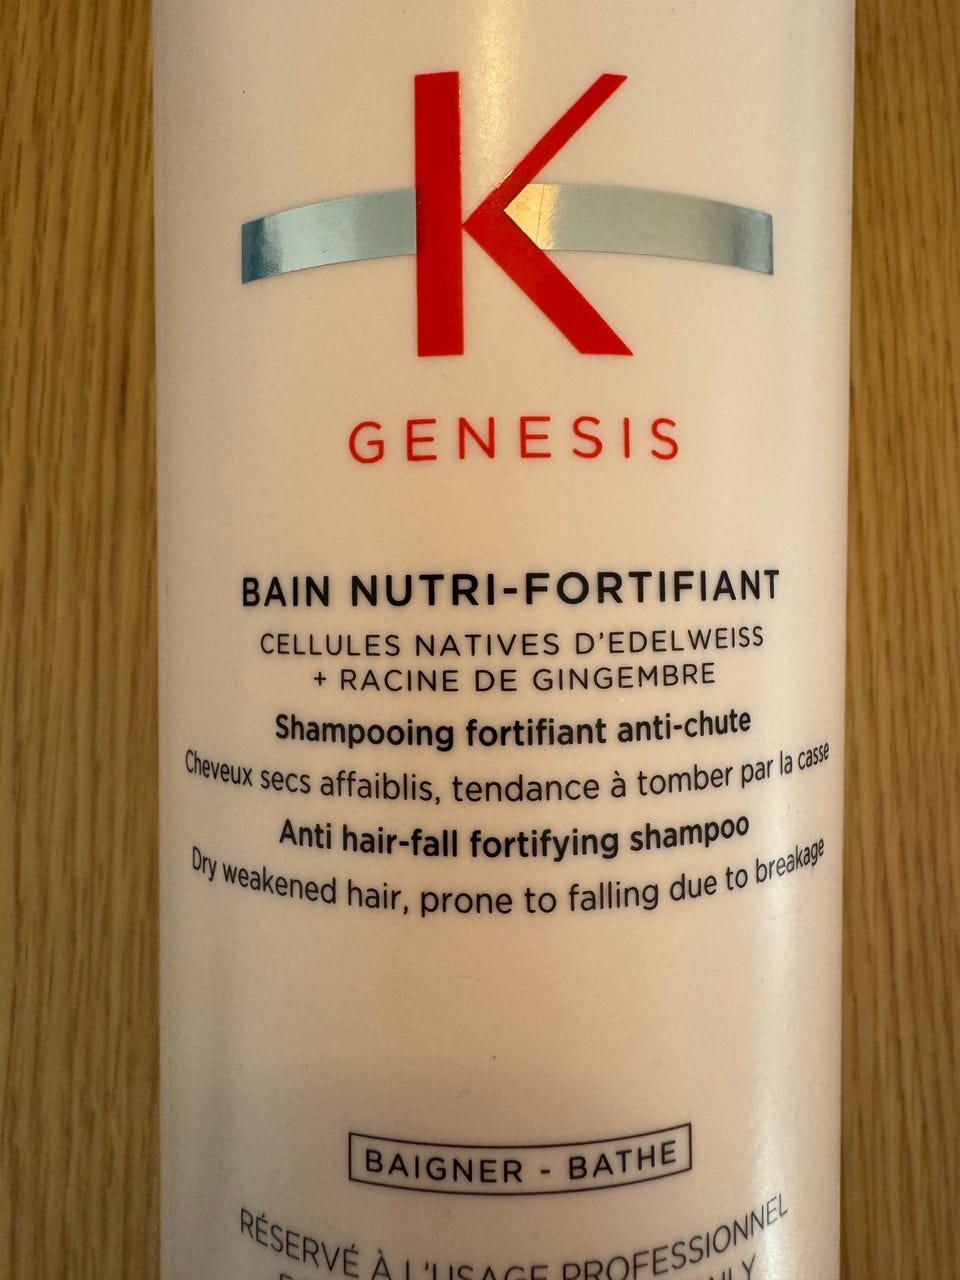 K
GENESIS
BAIN NUTRI-FORTIFIANT
CELLULES NATIVES D'EDELWEISS
+ RACINE DE GINGEMBRE
Shampooing fortifiant anti-chute
Cheveux secs affaiblis, tendance à tomber par la casse
Anti hair-fall fortifying shampoo
Dry weakened hair, prone to falling due to breakage
BAIGNER - BATHE
RÉSERVÉ À L'USAGE PROFESSIONNEL